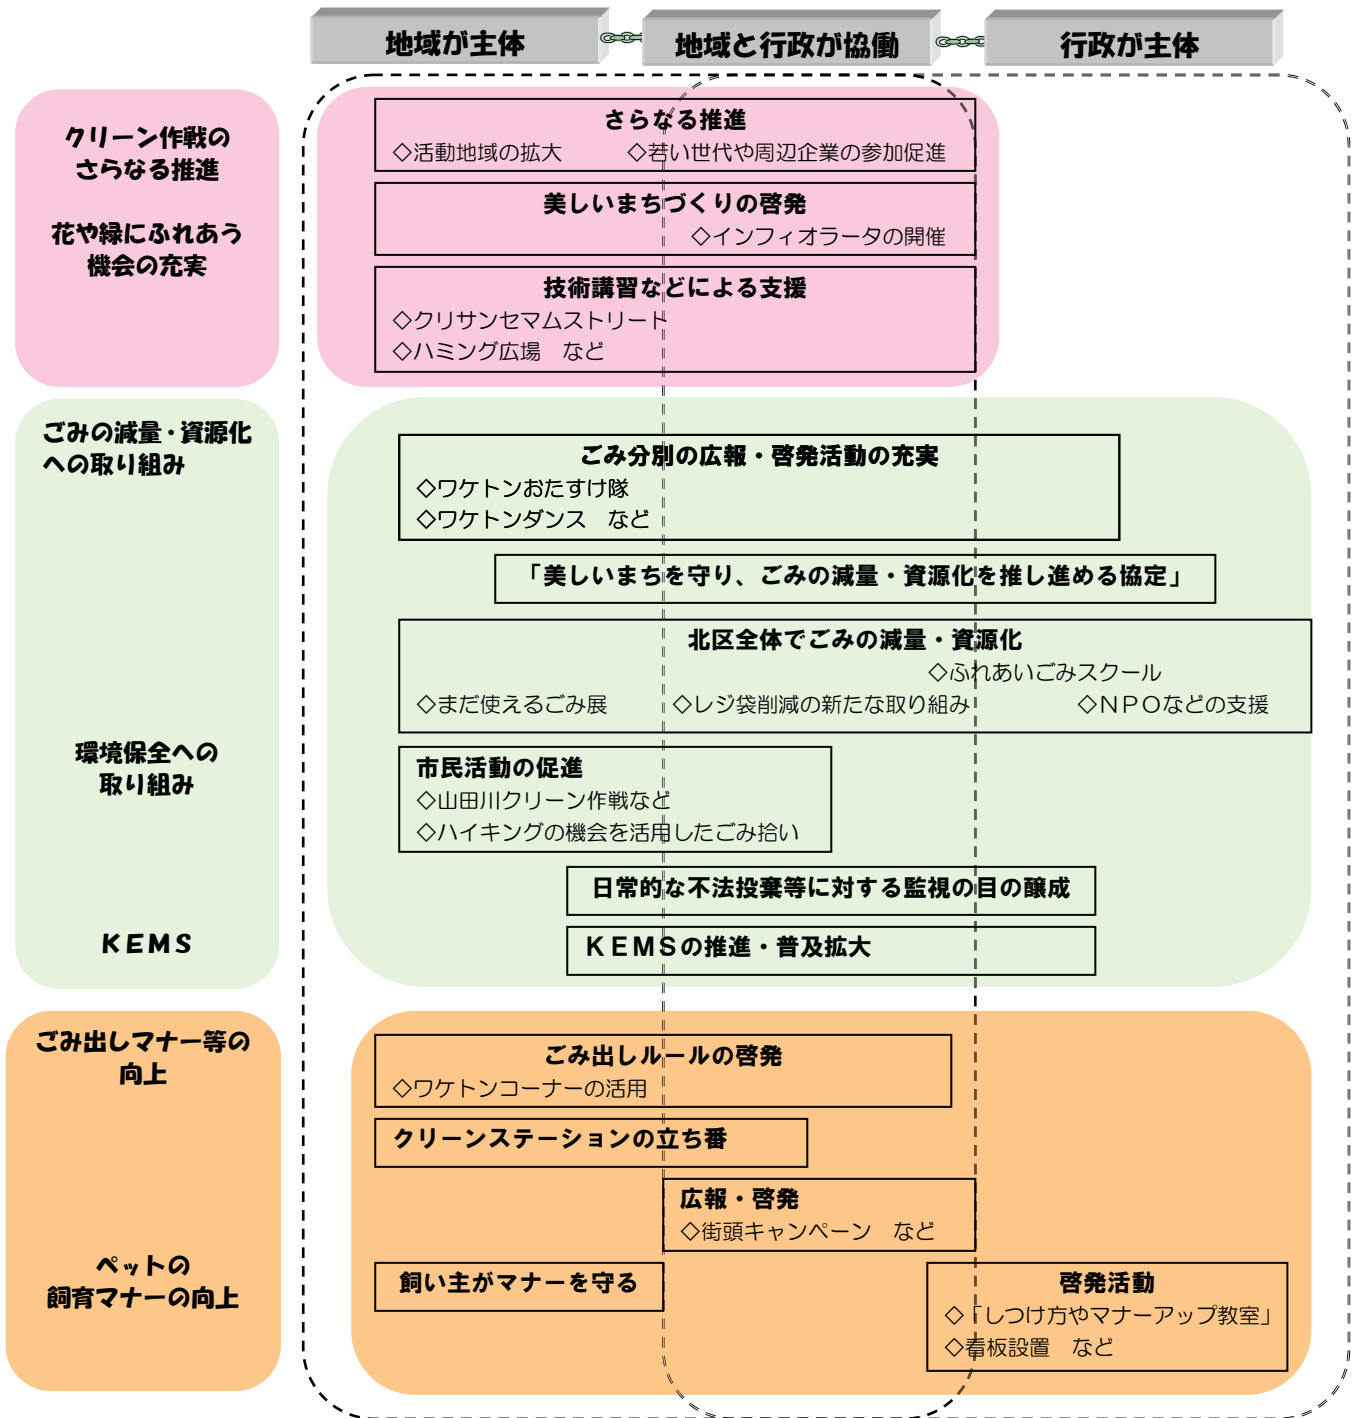 地域が主体
地域と行政が協働
行政が主体
クリーン作戦の
さらなる推進
花や緑にふれあう
機会の充実
さらなる推進
◇活動地域の拡大　　◇若い世代や周辺企業の参加促進
美しいまちづくりの啓発
◇インフィオラータの開催
技術講習などによる支援
◇クリサンセマムストリート
◇ハミング広場　など
ごみの減量・資源化
への取り組み
環境保全への
取り組み
KEMS
ごみ分別の広報・啓発活動の充実
◇ワケトンおたすけ隊
◇ワケトンダンス　など
「美しいまちを守り、ごみの減量・資源化を推し進める協定」
北区全体でごみの減量・資源化
◇ふれあいごみスクール
◇まだ使えるごみ展　　◇レジ袋削減の新たな取り組み　　◇ＮＰＯなどの支援
市民活動の促進
◇山田川クリーン作戦など
◇ハイキングの機会を活用したごみ拾い
日常的な不法投棄等に対する監視の目の醸成
ＫＥＭＳの推進・普及拡大
ごみ出しマナー等の
向上
ペットの
飼育マナーの向上
ごみ出しルールの啓発
◇ワケトンコーナーの活用
クリーンステーションの立ち番
広報・啓発
◇街頭キャンペーン　など
飼い主がマナーを守る
啓発活動
◇「しつけ方やマナーアップ教室」
◇看板設置　など